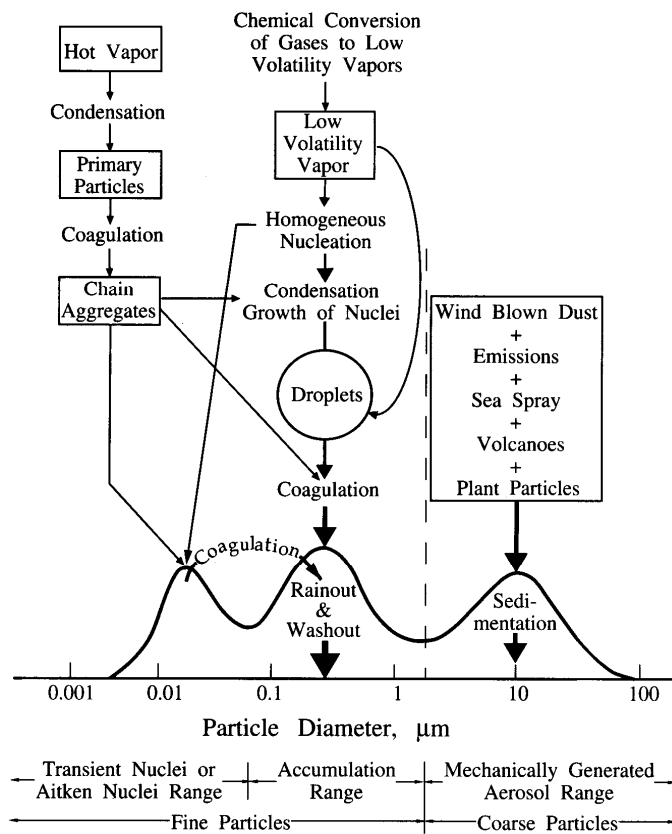 Hot Vapor
Condensation
Primary
Particles
Coagulation
Chain
Aggregates
Chemical Conversion
of Gases to Low
Volatility Vapors
Low
Volatility
Vapor
Homogeneous
Nucleation
Condensation
Growth of Nuclei
Droplets
Coagulation
Wind Blown Dust
+
Emissions
+
Sea Spray
+
Volcanoes
+
Plant Particles
Coagulation
Rainout
&
Washout
Sedi-
mentation
0.001 0.01 0.1 1 10 100
Particle Diameter, μm
Transient Nuclei or
Aitken Nuclei Range
Accumulation
Range
Mechanically Generated
Aerosol Range
Fine Particles
Coarse Particles